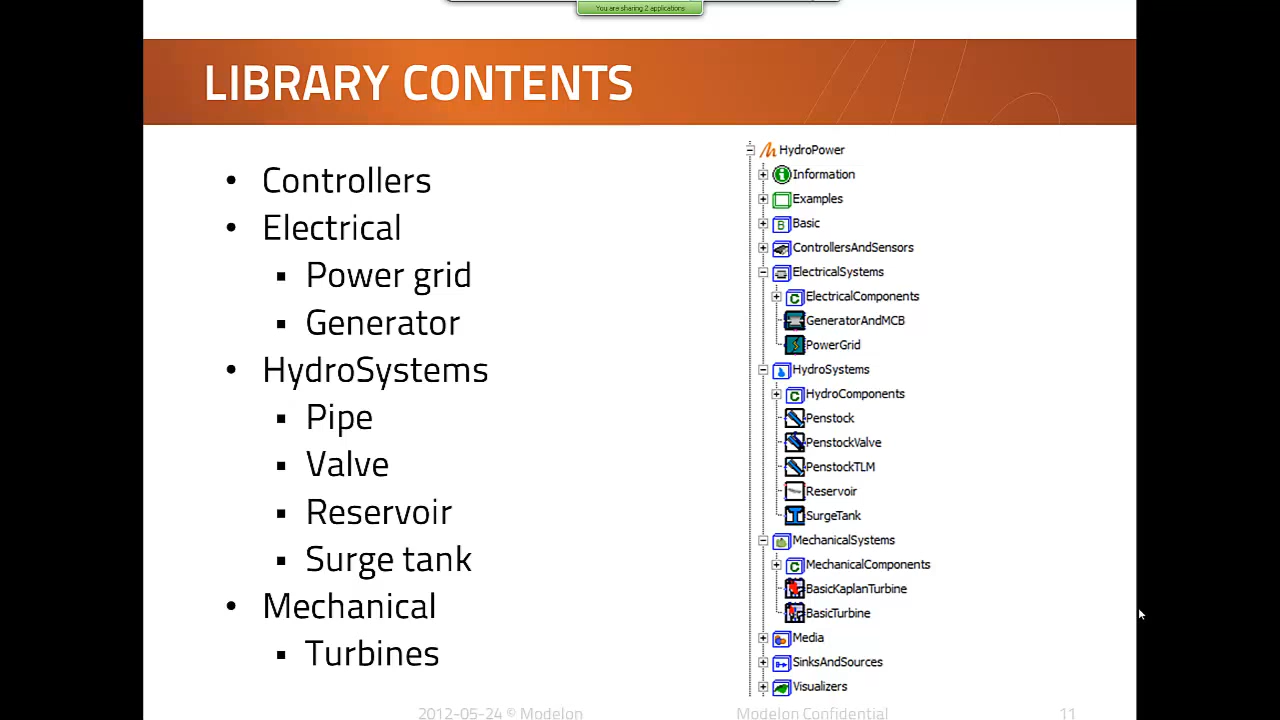 You are sharing 2 applications
LIBRARY CONTENTS
• Controllers
• Electrical
▪ Power grid
▪ Generator
• HydroSystems
▪ Pipe
▪ Valve
▪ Reservoir
▪ Surge tank
• Mechanical
▪ Turbines
HydroPower
Information
Examples
Basic
ControllersAndSensors
ElectricalSystems
ElectricalComponents
GeneratorAndMCB
PowerGrid
HydroSystems
HydroComponents
Penstock
PenstockValve
PenstockTLM
Reservoir
SurgeTank
MechanicalSystems
MechanicalComponents
BasicKaplanTurbine
BasicTurbine
Media
SinksAndSources
Visualizers
2012-05-24 © Modelon
Modelon Confidential
11